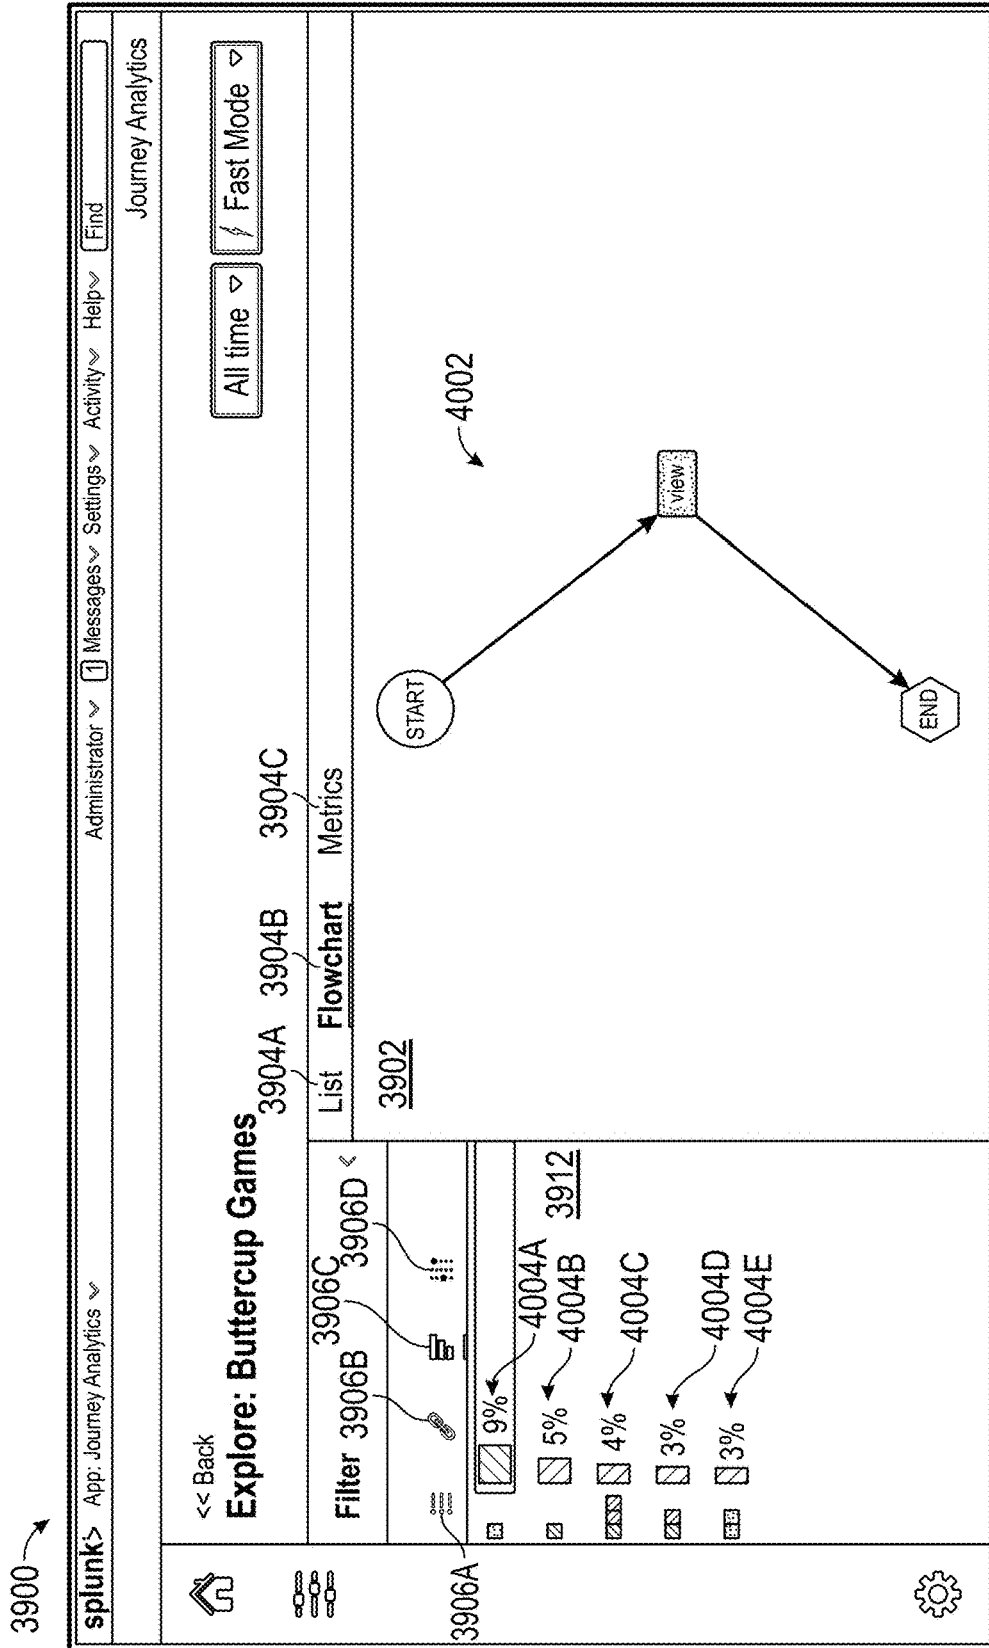 3900
splunk> App: Journey Analytics Administrator 1 Messages Settings Activity Help Find
Journey Analytics
<< Back
Explore: Buttercup Games
All time Fast Mode
3904A 3904B 3904C
Filter < List Flowchart Metrics
3906A 3906B 3906C 3906D
3902
3912
9% 4004A
5% 4004B
4% 4004C
3% 4004D
3% 4004E
START
4002
view
END